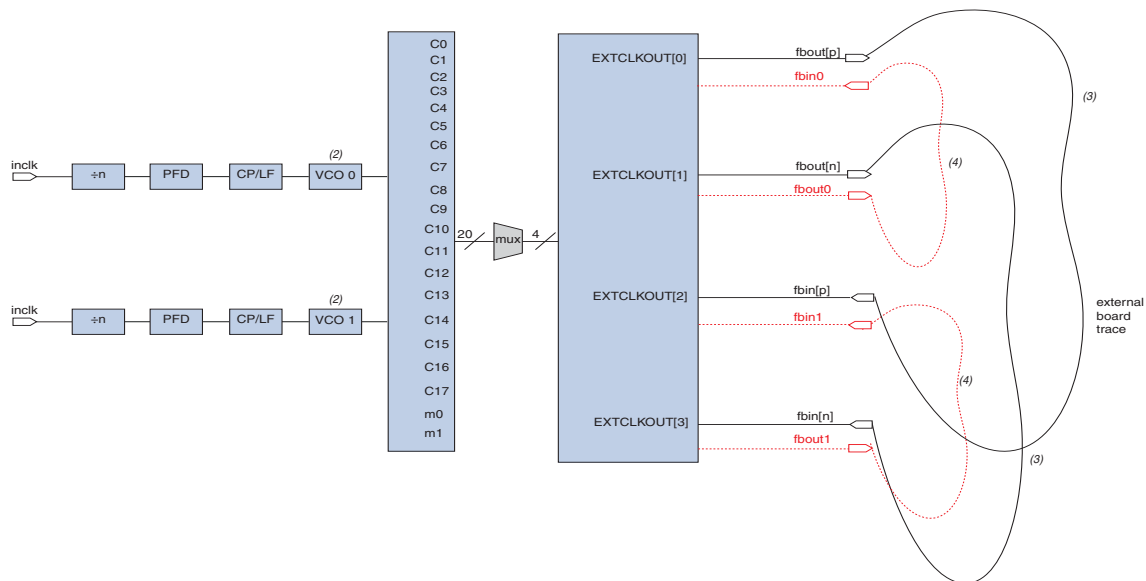 inclk
÷n
PFD
CP/LF
(2)
VCO 0
inclk
÷n
PFD
CP/LF
(2)
VCO 1
C0
C1
C2
C3
C4
C5
C6
C7
C8
C9
C10
C11
C12
C13
C14
C15
C16
C17
m0
m1
20
mux
4
EXTCLKOUT[0]
EXTCLKOUT[1]
EXTCLKOUT[2]
EXTCLKOUT[3]
fbout[p]
fbin0
fbout[n]
fbout0
fbin[p]
fbin1
fbin[n]
fbout1
(3)
(4)
(4)
(3)
external
board
trace